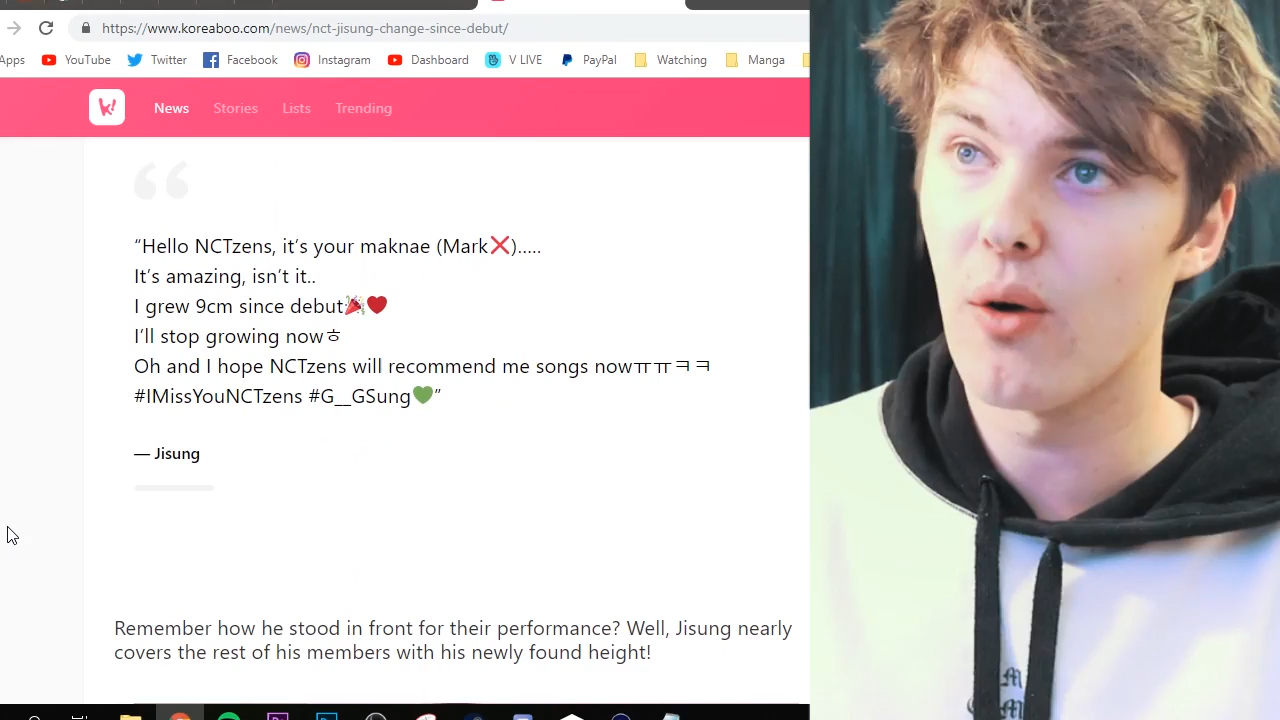 https://www.koreaboo.com/news/nct-jisung-change-since-debut/
Apps YouTube Twitter Facebook Instagram Dashboard V LIVE PayPal Watching Manga
k! News Stories Lists Trending
“Hello NCTzens, it’s your maknae (Mark❌).....
It’s amazing, isn’t it..
I grew 9cm since debut🎉❤️
I’ll stop growing nowㅎ
Oh and I hope NCTzens will recommend me songs nowㅠㅠㅋㅋ
#IMissYouNCTzens #G__GSung💚”
— Jisung
Remember how he stood in front for their performance? Well, Jisung nearly
covers the rest of his members with his newly found height!